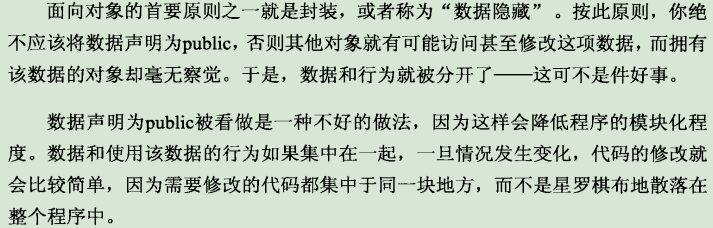 面向对象的首要原则之一就是封装，或者称为“数据隐藏”。按此原则，你绝
不应该将数据声明为public，否则其他对象就有可能访问甚至修改这项数据，而拥有
该数据的对象却毫无察觉。于是，数据和行为就被分开了——这可不是件好事。
数据声明为public被看做是一种不好的做法，因为这样会降低程序的模块化程
度。数据和使用该数据的行为如果集中在一起，一旦情况发生变化，代码的修改就
会比较简单，因为需要修改的代码都集中于同一块地方，而不是星罗棋布地散落在
整个程序中。